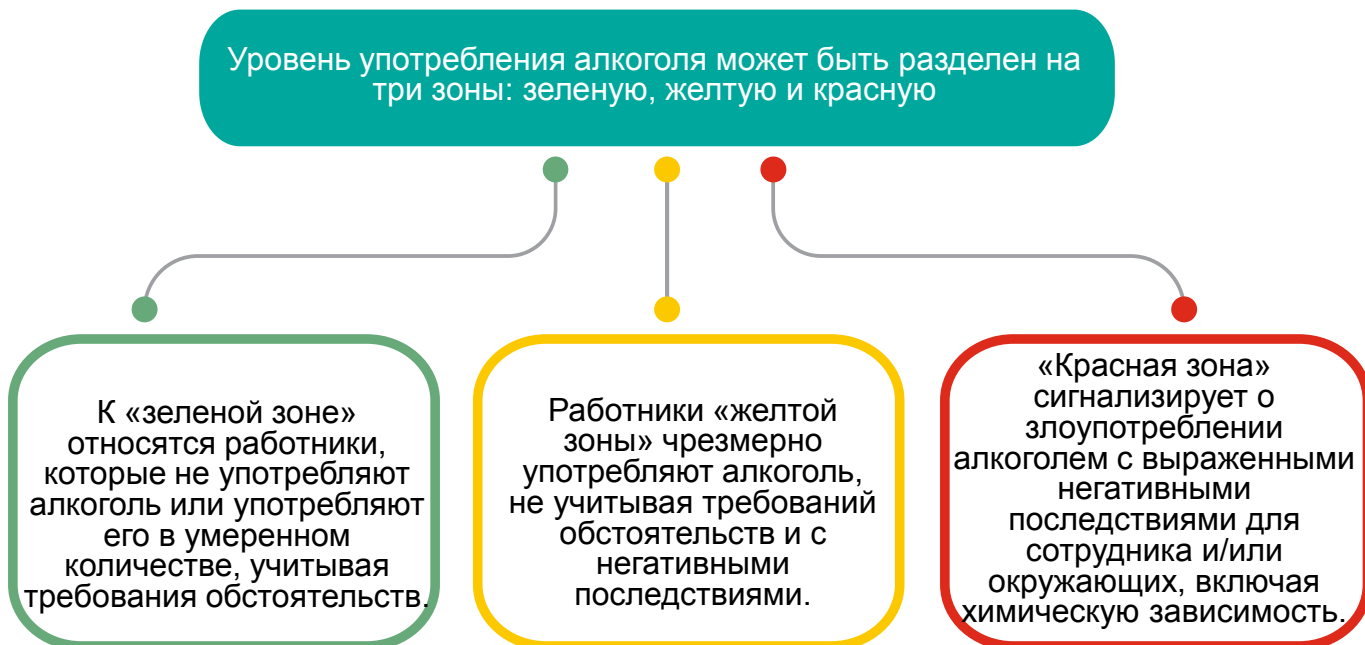 Уровень употребления алкоголя может быть разделен на
три зоны: зеленую, желтую и красную
К «зеленой зоне»
относятся работники,
которые не употребляют
алкоголь или употребляют
его в умеренном
количестве, учитывая
требования обстоятельств.
Работники «желтой
зоны» чрезмерно
употребляют алкоголь,
не учитывая требований
обстоятельств и с
негативными
последствиями.
«Красная зона»
сигнализирует о
злоупотреблении
алкоголем с выраженными
негативными
последствиями для
сотрудника и/или
окружающих, включая
химическую зависимость.